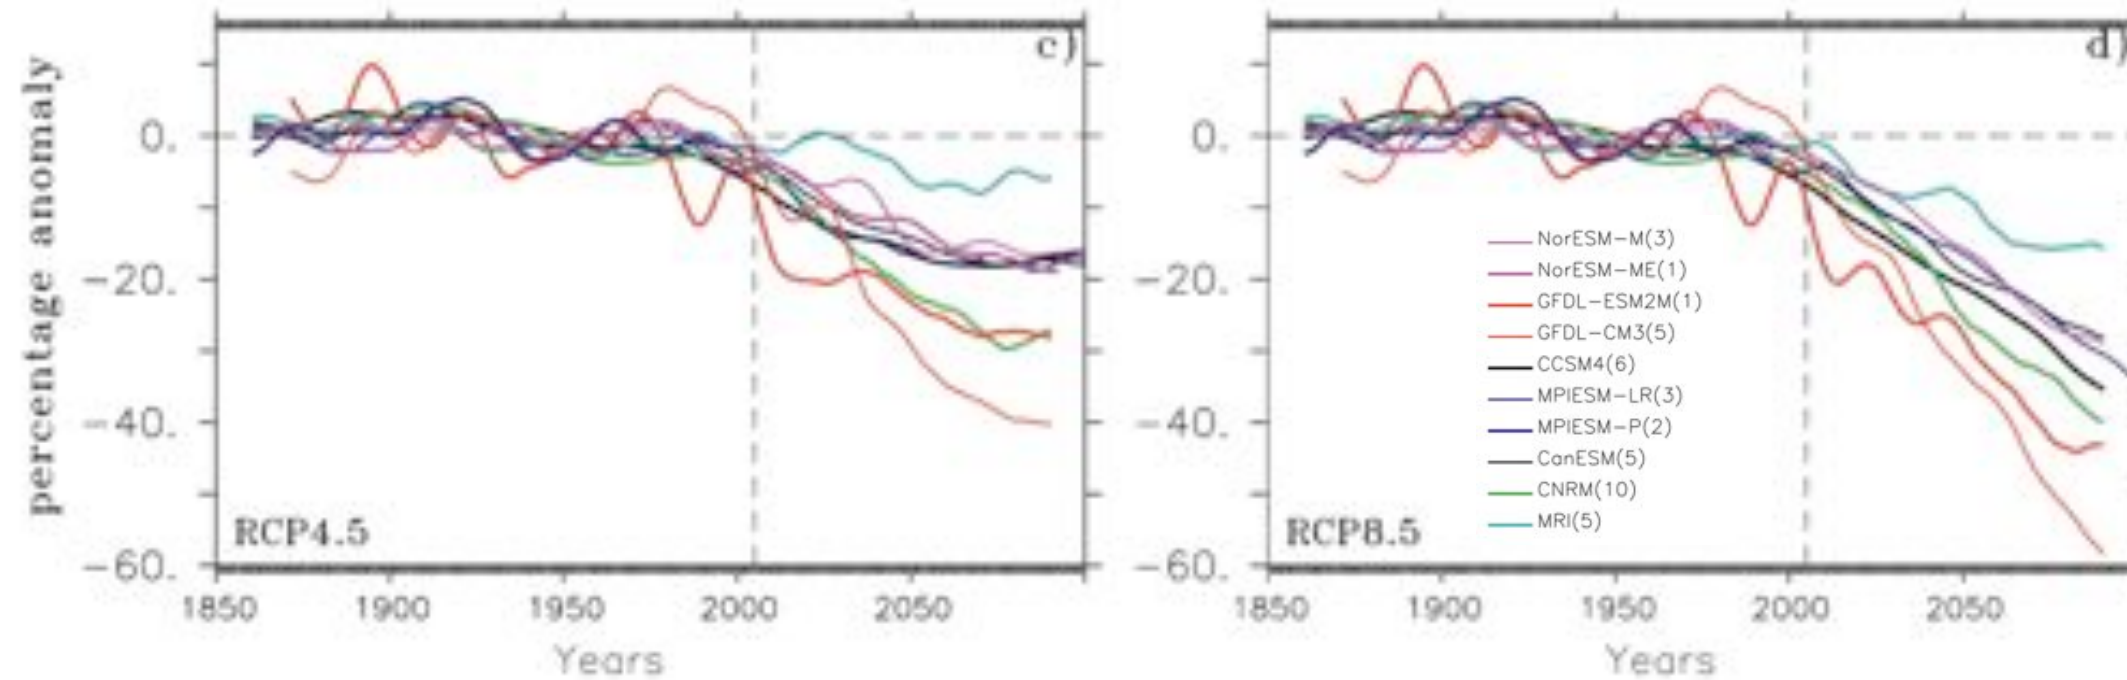 percentage anomaly
c)
0.
-20.
-40.
-60.
RCP4.5
1850 1900 1950 2000 2050
Years
d)
0.
-20.
-40.
-60.
NorESM-M(3)
NorESM-ME(1)
GFDL-ESM2M(1)
GFDL-CM3(5)
CCSM4(6)
MPIESM-LR(3)
MPIESM-P(2)
CanESM(5)
CNRM(10)
MRI(5)
RCP8.5
1850 1900 1950 2000 2050
Years